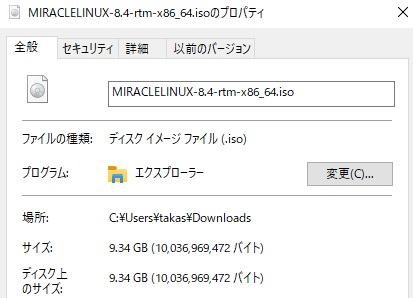 MIRACLELINUX-8.4-rtm-x86_64.isoのプロパティ
全般 セキュリティ 詳細 以前のバージョン
MIRACLELINUX-8.4-rtm-x86_64.iso
ファイルの種類: ディスク イメージ ファイル (.iso)
プログラム: エクスプローラー 変更(C)...
場所: C:¥Users¥takas¥Downloads
サイズ: 9.34 GB (10,036,969,472 バイト)
ディスク上
のサイズ: 9.34 GB (10,036,969,472 バイト)